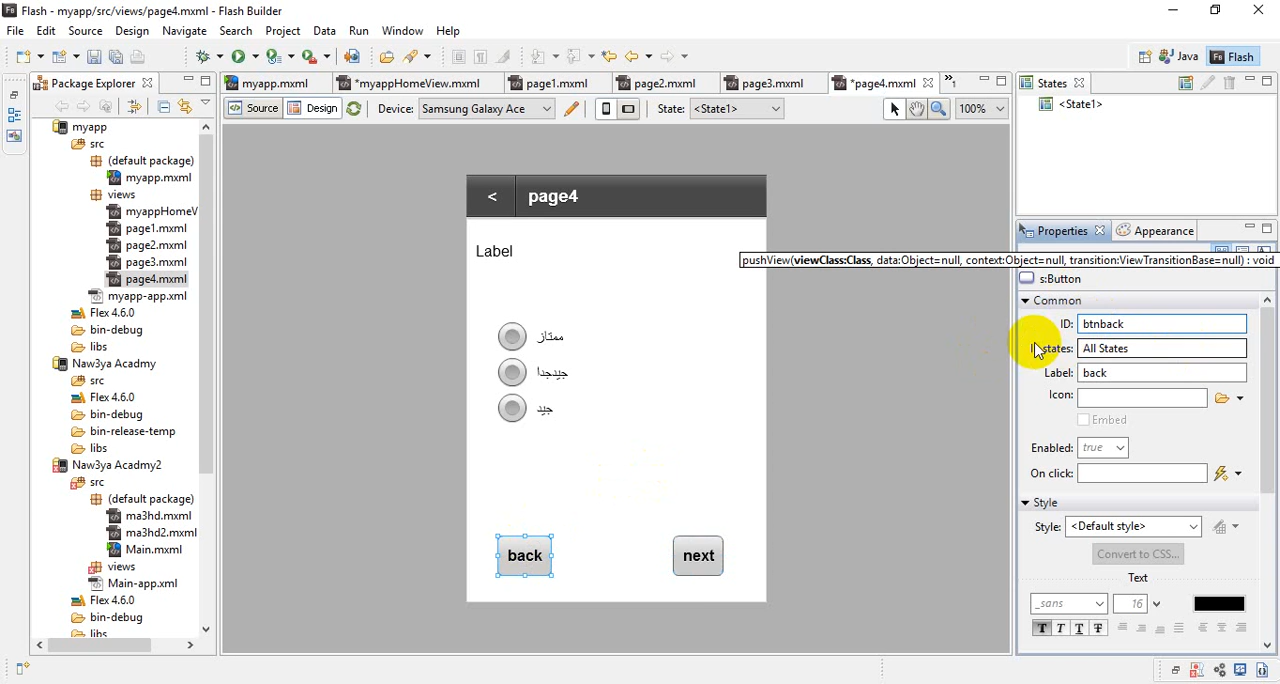 Flash - myapp/src/views/page4.mxml - Flash Builder
File Edit Source Design Navigate Search Project Data Run Window Help
Java Flash
Package Explorer
myapp.mxml *myappHomeView.mxml page1.mxml page2.mxml page3.mxml *page4.mxml »1
States
Source Design Device: Samsung Galaxy Ace State: <State1> 100%
<State1>
myapp
src
(default package)
myapp.mxml
views
myappHomeV
page1.mxml
page2.mxml
page3.mxml
page4.mxml
myapp-app.xml
Flex 4.6.0
bin-debug
libs
Naw3ya Acadmy
src
Flex 4.6.0
bin-debug
bin-release-temp
libs
Naw3ya Acadmy2
src
(default package)
ma3hd.mxml
ma3hd2.mxml
Main.mxml
views
Main-app.xml
Flex 4.6.0
bin-debug
libs
< page4
Label
ممتاز
جيدجدا
جيد
back next
pushView(viewClass:Class, data:Object=null, context:Object=null, transition:ViewTransitionBase=null) : void
Properties Appearance
s:Button
Common
ID: btnback
All States
Label: back
Icon:
Embed
Enabled: true
On click:
Style
Style: <Default style>
Convert to CSS...
Text
_sans 16
T I T T